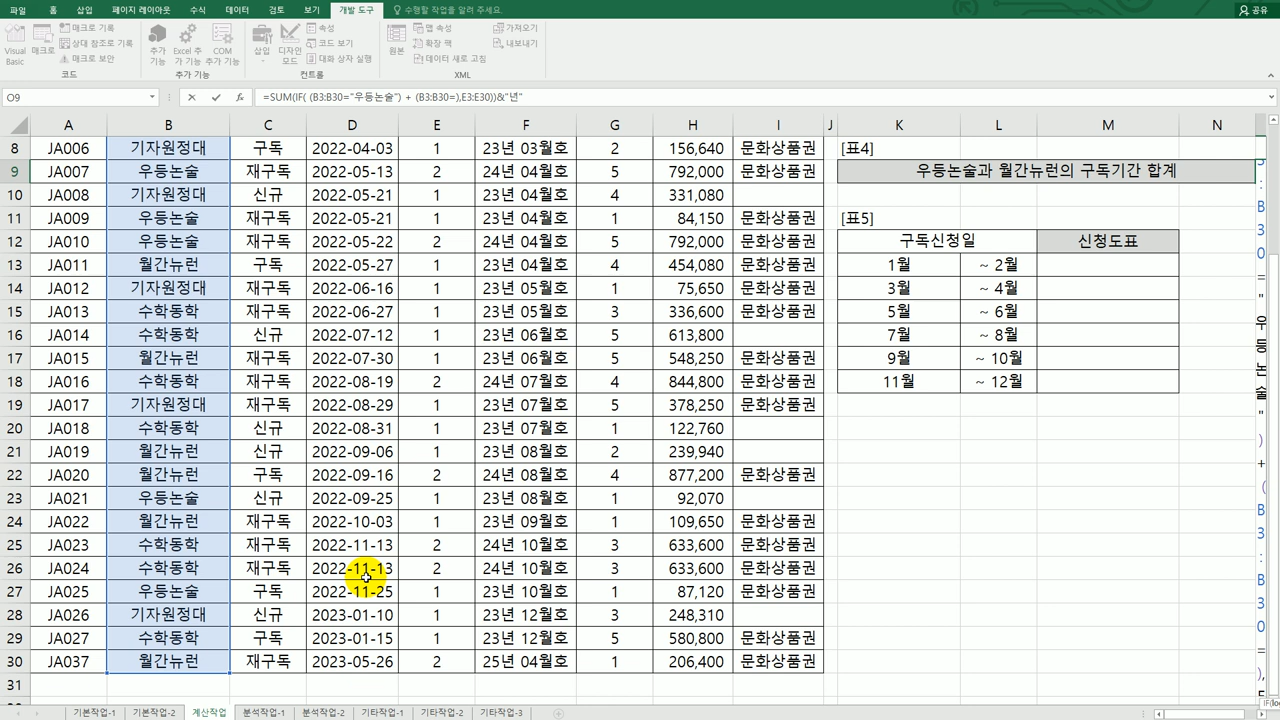 파일 홈 삽입 페이지 레이아웃 수식 데이터 검토 보기 개발 도구 수행할 작업을 알려 주세요. 공유
Visual Basic 매크로 매크로 기록 상대 참조로 기록 매크로 보안 추가 기능 Excel 추가 기능 COM 추가 기능 삽입 디자인 모드 속성 코드 보기 대화 상자 실행 원본 맵 속성 확장 팩 데이터 새로 고침 가져오기 내보내기
코드 추가 기능 컨트롤 XML
O9 =SUM(IF( (B3:B30="우등논술") + (B3:B30=),E3:E30))&"년"
A B C D E F G H I J K L M N
8 JA006 기자원정대 구독 2022-04-03 1 23년 03월호 2 156,640 문화상품권 [표4]
9 JA007 우등논술 재구독 2022-05-13 2 24년 04월호 5 792,000 문화상품권 우등논술과 월간뉴런의 구독기간 합계
10 JA008 기자원정대 신규 2022-05-21 1 23년 04월호 4 331,080
11 JA009 우등논술 재구독 2022-05-21 1 23년 04월호 1 84,150 문화상품권 [표5]
12 JA010 우등논술 재구독 2022-05-22 2 24년 04월호 5 792,000 문화상품권 구독신청일 신청도표
13 JA011 월간뉴런 구독 2022-05-27 1 23년 04월호 4 454,080 문화상품권 1월 ~ 2월
14 JA012 기자원정대 재구독 2022-06-16 1 23년 05월호 1 75,650 문화상품권 3월 ~ 4월
15 JA013 수학동학 재구독 2022-06-27 1 23년 05월호 3 336,600 문화상품권 5월 ~ 6월
16 JA014 수학동학 신규 2022-07-12 1 23년 06월호 5 613,800 7월 ~ 8월
17 JA015 월간뉴런 재구독 2022-07-30 1 23년 06월호 5 548,250 문화상품권 9월 ~ 10월
18 JA016 수학동학 재구독 2022-08-19 2 24년 07월호 4 844,800 문화상품권 11월 ~ 12월
19 JA017 기자원정대 재구독 2022-08-29 1 23년 07월호 5 378,250 문화상품권
20 JA018 수학동학 신규 2022-08-31 1 23년 07월호 1 122,760
21 JA019 월간뉴런 신규 2022-09-06 1 23년 08월호 2 239,940
22 JA020 월간뉴런 구독 2022-09-16 2 24년 08월호 4 877,200 문화상품권
23 JA021 우등논술 신규 2022-09-25 1 23년 08월호 1 92,070
24 JA022 월간뉴런 재구독 2022-10-03 1 23년 09월호 1 109,650 문화상품권
25 JA023 수학동학 재구독 2022-11-13 2 24년 10월호 3 633,600 문화상품권
26 JA024 수학동학 재구독 2022-11-13 2 24년 10월호 3 633,600 문화상품권
27 JA025 우등논술 구독 2022-11-25 1 23년 10월호 1 87,120 문화상품권
28 JA026 기자원정대 신규 2023-01-10 1 23년 12월호 3 248,310
29 JA027 수학동학 구독 2023-01-15 1 23년 12월호 5 580,800 문화상품권
30 JA037 월간뉴런 재구독 2023-05-26 2 25년 04월호 1 206,400 문화상품권
31
: B30="우등논술")+(B3:B30=),
기본작업-1 기본작업-2 계산작업 분석작업-1 분석작업-2 기타작업-1 기타작업-2 기타작업-3